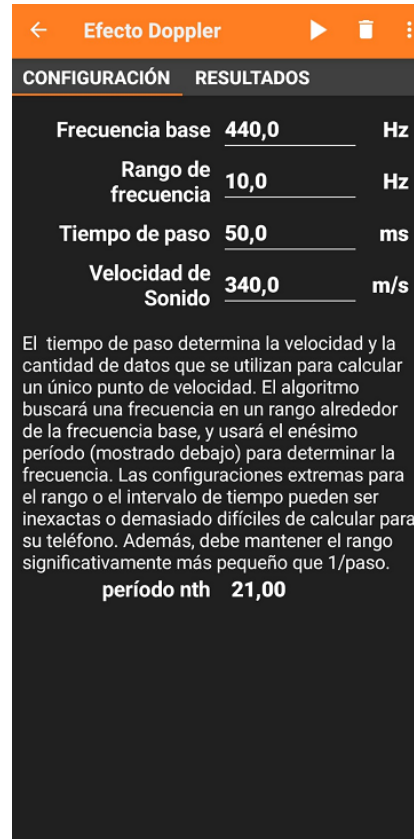 Efecto Doppler
CONFIGURACIÓN RESULTADOS
Frecuencia base 440,0 Hz
Rango de frecuencia 10,0 Hz
Tiempo de paso 50,0 ms
Velocidad de Sonido 340,0 m/s
El tiempo de paso determina la velocidad y la
cantidad de datos que se utilizan para calcular
un único punto de velocidad. El algoritmo
buscará una frecuencia en un rango alrededor
de la frecuencia base, y usará el enésimo
período (mostrado debajo) para determinar la
frecuencia. Las configuraciones extremas para
el rango o el intervalo de tiempo pueden ser
inexactas o demasiado difíciles de calcular para
su teléfono. Además, debe mantener el rango
significativamente más pequeño que 1/paso.
período nth 21,00